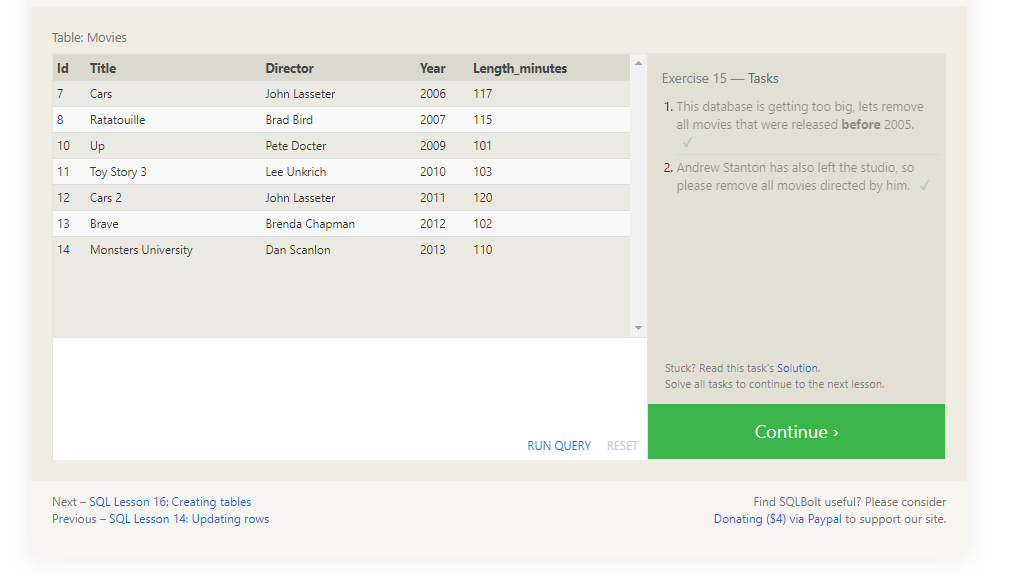 Table: Movies
Id Title Director Year Length_minutes
7 Cars John Lasseter 2006 117
8 Ratatouille Brad Bird 2007 115
10 Up Pete Docter 2009 101
11 Toy Story 3 Lee Unkrich 2010 103
12 Cars 2 John Lasseter 2011 120
13 Brave Brenda Chapman 2012 102
14 Monsters University Dan Scanlon 2013 110
RUN QUERY RESET
Exercise 15 — Tasks
1. This database is getting too big, lets remove
all movies that were released before 2005.
✓
2. Andrew Stanton has also left the studio, so
please remove all movies directed by him. ✓
Stuck? Read this task's Solution.
Solve all tasks to continue to the next lesson.
Continue ›
Next – SQL Lesson 16: Creating tables
Previous – SQL Lesson 14: Updating rows
Find SQLBolt useful? Please consider
Donating ($4) via Paypal to support our site.